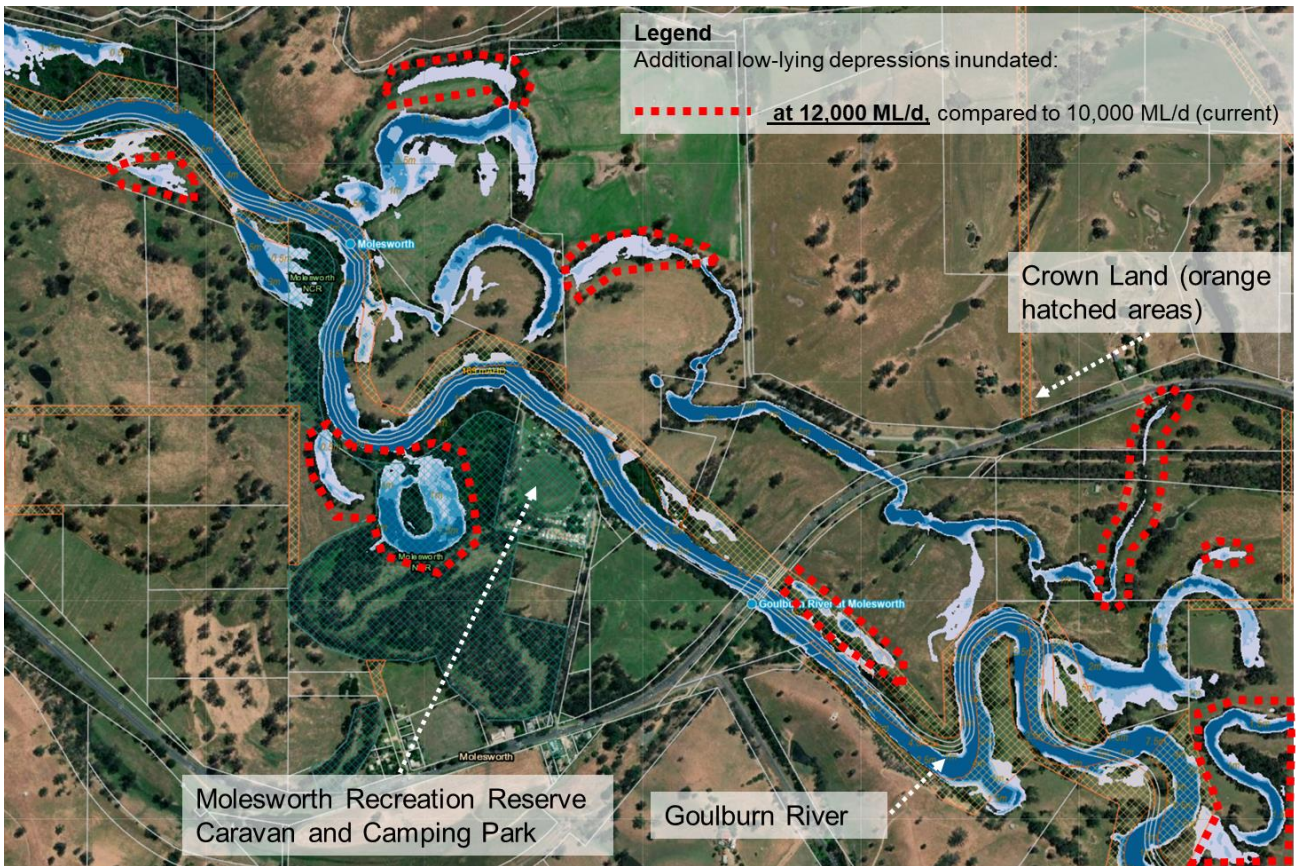 Legend
Additional low-lying depressions inundated:
at 12,000 ML/d, compared to 10,000 ML/d (current)
Molesworth
Molesworth
NCR
Crown Land (orange
hatched areas)
Molesworth
NCR
Goulburn River at Molesworth
Molesworth
Molesworth Recreation Reserve
Caravan and Camping Park
Goulburn River